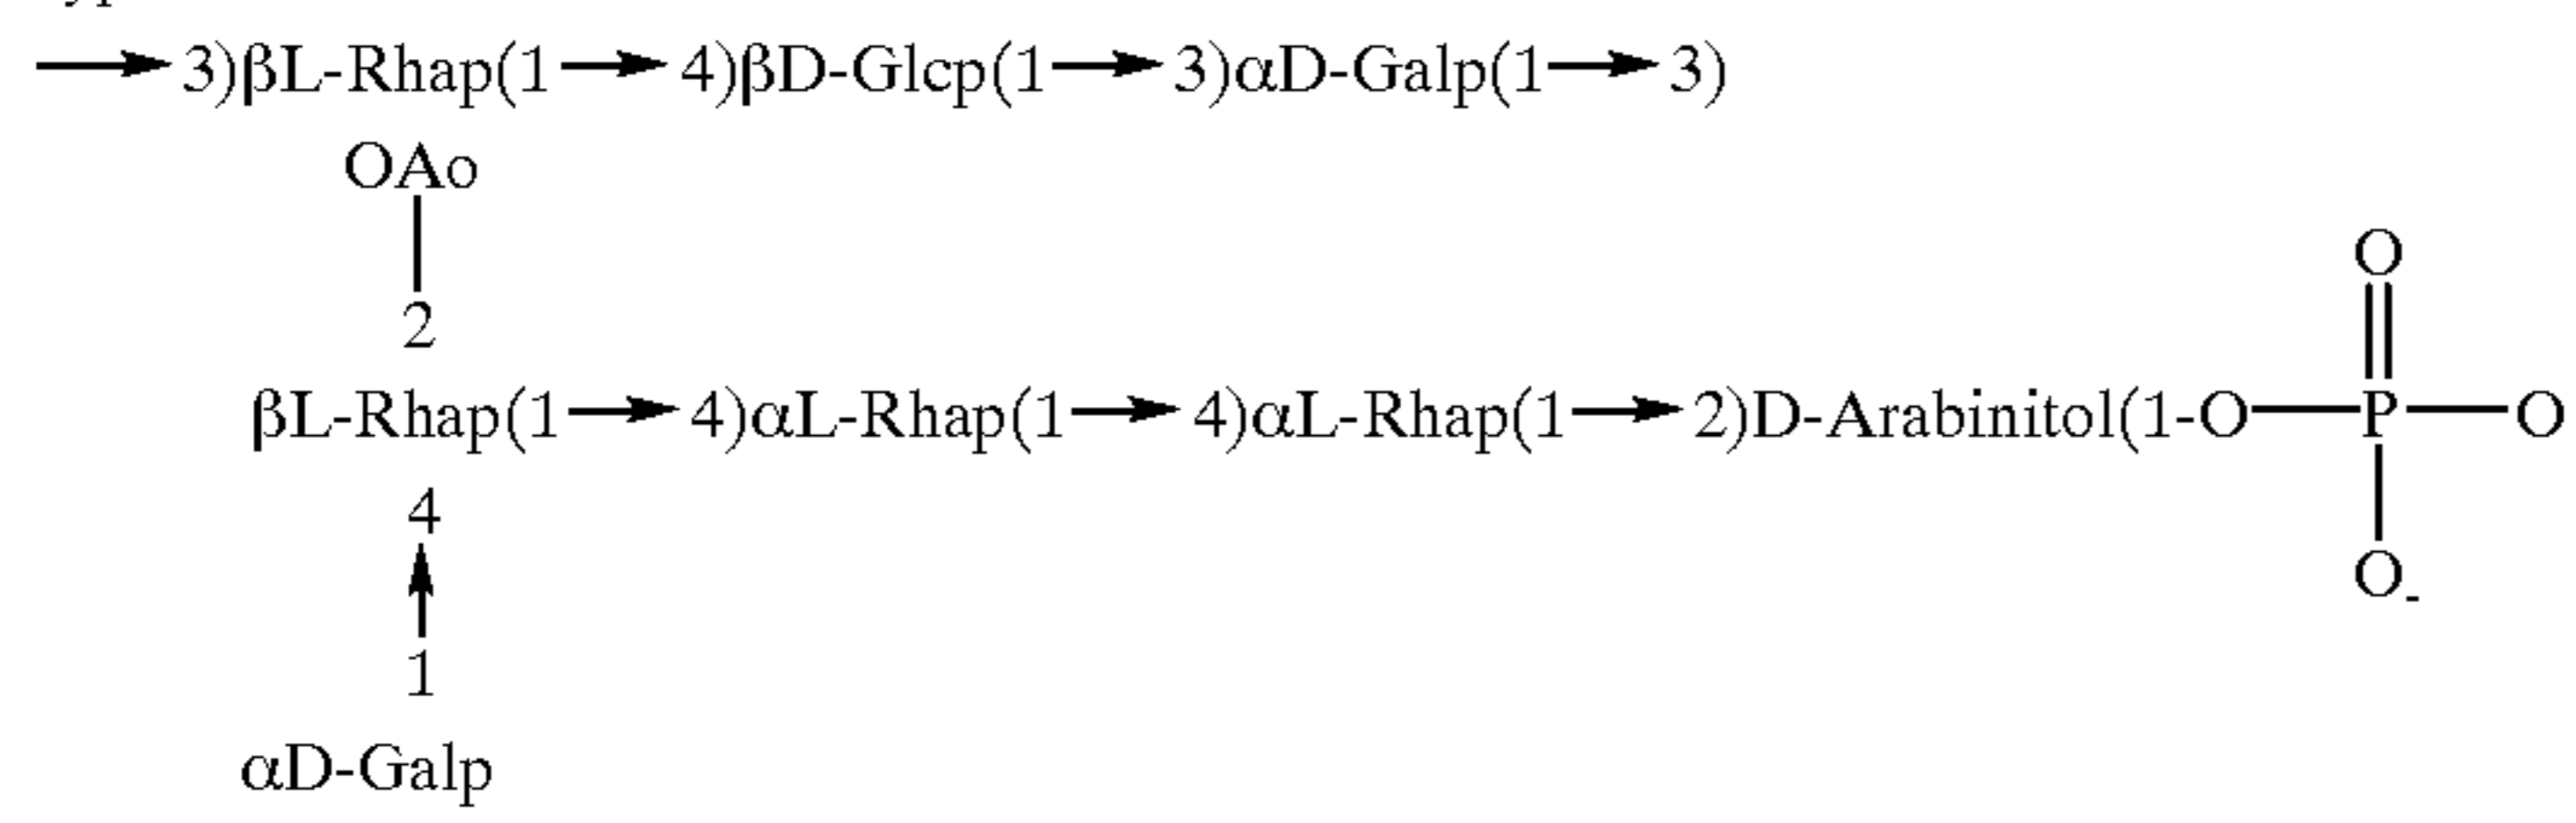 → 3)βL-Rhap(1 → 4)βD-Glcp(1 → 3)αD-Galp(1 → 3)
OAo
2
O
βL-Rhap(1 → 4)αL-Rhap(1 → 4)αL-Rhap(1 → 2)D-Arabinitol(1-O—P—O
4
O-
1
αD-Galp